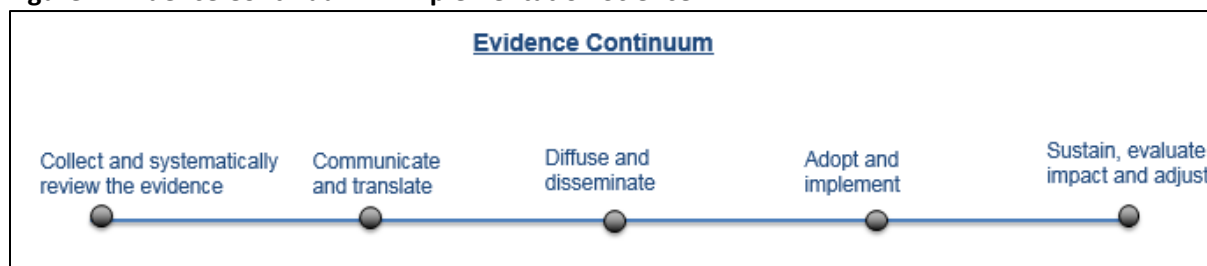 Evidence Continuum
Collect and systematically
review the evidence
Communicate
and translate
Diffuse and
disseminate
Adopt and
implement
Sustain, evaluate
impact and adjust